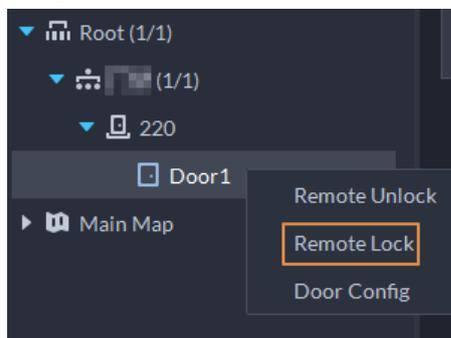 Root (1/1)
(1/1)
220
Door1
Remote Unlock
Main Map
Remote Lock
Door Config